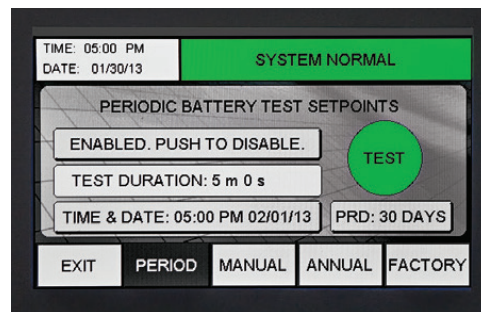 TIME: 05:00 PM
DATE: 01/30/13
SYSTEM NORMAL
PERIODIC BATTERY TEST SETPOINTS
ENABLED. PUSH TO DISABLE.
TEST
TEST DURATION: 5 m 0 s
TIME & DATE: 05:00 PM 02/01/13
PRD: 30 DAYS
EXIT
PERIOD
MANUAL
ANNUAL
FACTORY